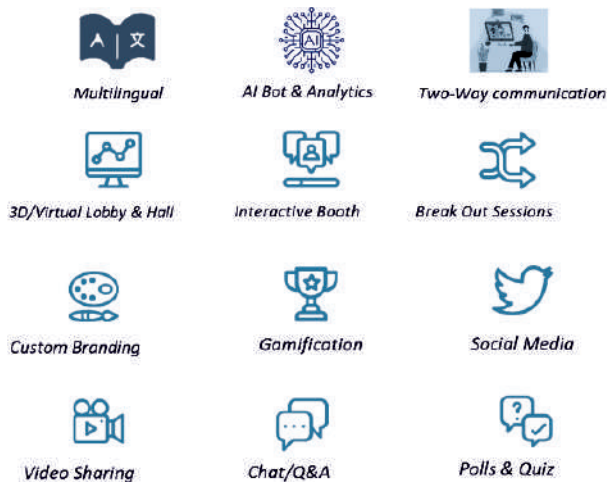 A | 文
AI
Multilingual
AI Bot & Analytics
Two-Way communication
3D/Virtual Lobby & Hall
Interactive Booth
Break Out Sessions
Custom Branding
Gamification
Social Media
?
Video Sharing
Chat/Q&A
Polls & Quiz